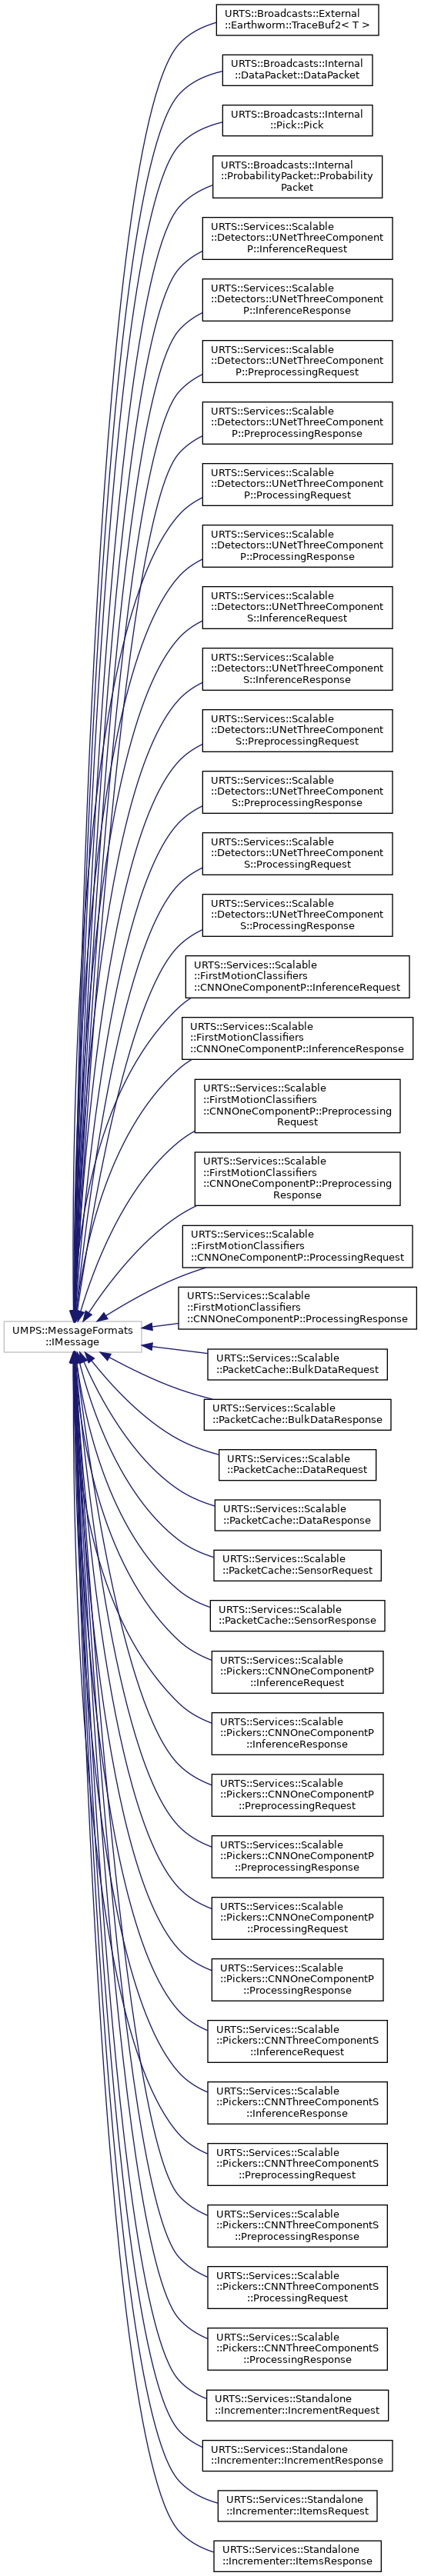 URTS::Broadcasts::External
::Earthworm::TraceBuf2< T >
URTS::Broadcasts::Internal
::DataPacket::DataPacket
URTS::Broadcasts::Internal
::Pick::Pick
URTS::Broadcasts::Internal
::ProbabilityPacket::Probability
Packet
URTS::Services::Scalable
::Detectors::UNetThreeComponent
P::InferenceRequest
URTS::Services::Scalable
::Detectors::UNetThreeComponent
P::InferenceResponse
URTS::Services::Scalable
::Detectors::UNetThreeComponent
P::PreprocessingRequest
URTS::Services::Scalable
::Detectors::UNetThreeComponent
P::PreprocessingResponse
URTS::Services::Scalable
::Detectors::UNetThreeComponent
P::ProcessingRequest
URTS::Services::Scalable
::Detectors::UNetThreeComponent
P::ProcessingResponse
URTS::Services::Scalable
::Detectors::UNetThreeComponent
S::InferenceRequest
URTS::Services::Scalable
::Detectors::UNetThreeComponent
S::InferenceResponse
URTS::Services::Scalable
::Detectors::UNetThreeComponent
S::PreprocessingRequest
URTS::Services::Scalable
::Detectors::UNetThreeComponent
S::PreprocessingResponse
URTS::Services::Scalable
::Detectors::UNetThreeComponent
S::ProcessingRequest
URTS::Services::Scalable
::Detectors::UNetThreeComponent
S::ProcessingResponse
URTS::Services::Scalable
::FirstMotionClassifiers
::CNNOneComponentP::InferenceRequest
URTS::Services::Scalable
::FirstMotionClassifiers
::CNNOneComponentP::InferenceResponse
URTS::Services::Scalable
::FirstMotionClassifiers
::CNNOneComponentP::Preprocessing
Request
URTS::Services::Scalable
::FirstMotionClassifiers
::CNNOneComponentP::Preprocessing
Response
URTS::Services::Scalable
::FirstMotionClassifiers
::CNNOneComponentP::ProcessingRequest
URTS::Services::Scalable
::FirstMotionClassifiers
::CNNOneComponentP::ProcessingResponse
UMPS::MessageFormats
::IMessage
URTS::Services::Scalable
::PacketCache::BulkDataRequest
URTS::Services::Scalable
::PacketCache::BulkDataResponse
URTS::Services::Scalable
::PacketCache::DataRequest
URTS::Services::Scalable
::PacketCache::DataResponse
URTS::Services::Scalable
::PacketCache::SensorRequest
URTS::Services::Scalable
::PacketCache::SensorResponse
URTS::Services::Scalable
::Pickers::CNNOneComponentP
::InferenceRequest
URTS::Services::Scalable
::Pickers::CNNOneComponentP
::InferenceResponse
URTS::Services::Scalable
::Pickers::CNNOneComponentP
::PreprocessingRequest
URTS::Services::Scalable
::Pickers::CNNOneComponentP
::PreprocessingResponse
URTS::Services::Scalable
::Pickers::CNNOneComponentP
::ProcessingRequest
URTS::Services::Scalable
::Pickers::CNNOneComponentP
::ProcessingResponse
URTS::Services::Scalable
::Pickers::CNNThreeComponentS
::InferenceRequest
URTS::Services::Scalable
::Pickers::CNNThreeComponentS
::InferenceResponse
URTS::Services::Scalable
::Pickers::CNNThreeComponentS
::PreprocessingRequest
URTS::Services::Scalable
::Pickers::CNNThreeComponentS
::PreprocessingResponse
URTS::Services::Scalable
::Pickers::CNNThreeComponentS
::ProcessingRequest
URTS::Services::Scalable
::Pickers::CNNThreeComponentS
::ProcessingResponse
URTS::Services::Standalone
::Incrementer::IncrementRequest
URTS::Services::Standalone
::Incrementer::IncrementResponse
URTS::Services::Standalone
::Incrementer::ItemsRequest
URTS::Services::Standalone
::Incrementer::ItemsResponse